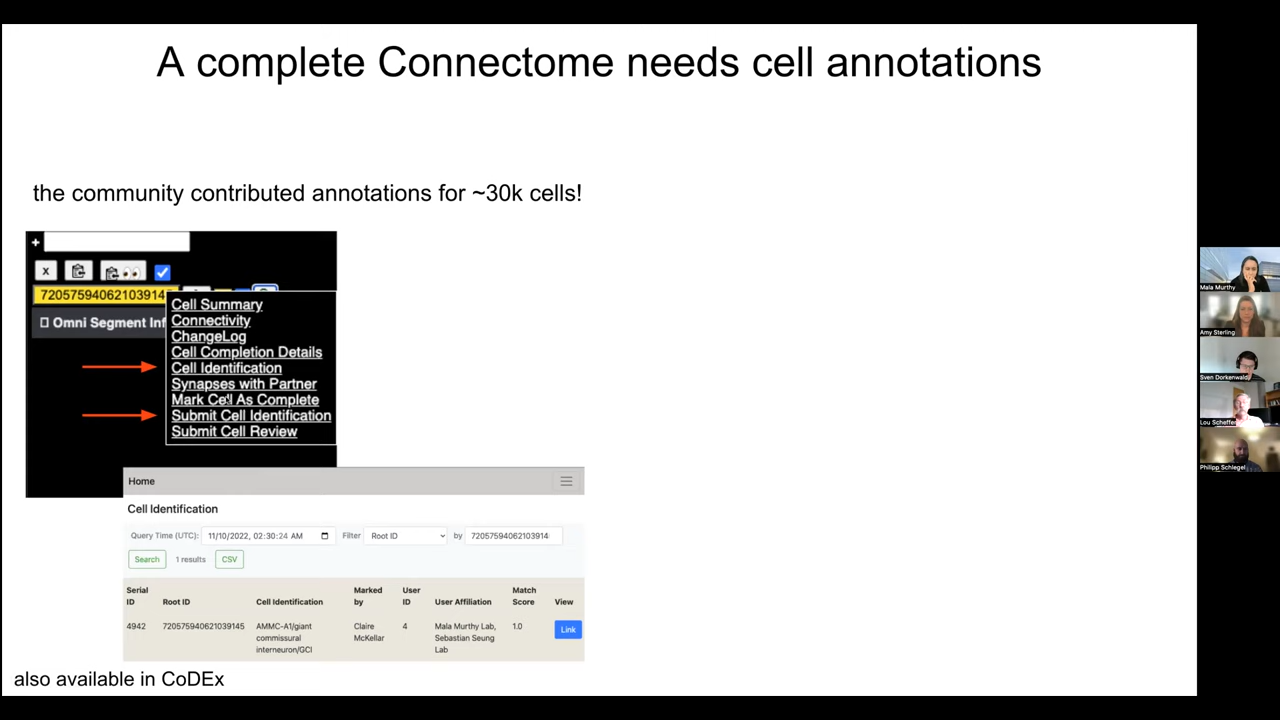 A complete Connectome needs cell annotations
the community contributed annotations for ~30k cells!
+
x
7205759406210391​4
Omni Segment Inf
Cell Summary
Connectivity
ChangeLog
Cell Completion Details
Cell Identification
Synapses with Partner
Mark Cell As Complete
Submit Cell Identification
Submit Cell Review
Home
Cell Identification
Query Time (UTC): 11/10/2022, 02:30:24 AM Filter Root ID by 72057594062103914
Search 1 results CSV
Serial ID Root ID Cell Identification Marked by User ID User Affiliation Match Score View
4942 720575940621039145 AMMC-A1/giant commissural interneuron/GCI Claire McKellar 4 Mala Murthy Lab, Sebastian Seung Lab 1.0 Link
also available in CoDEx
Mala Murthy
Amy Sterling
Sven Dorkenwald
Lou Scheffer
Philipp Schlegel